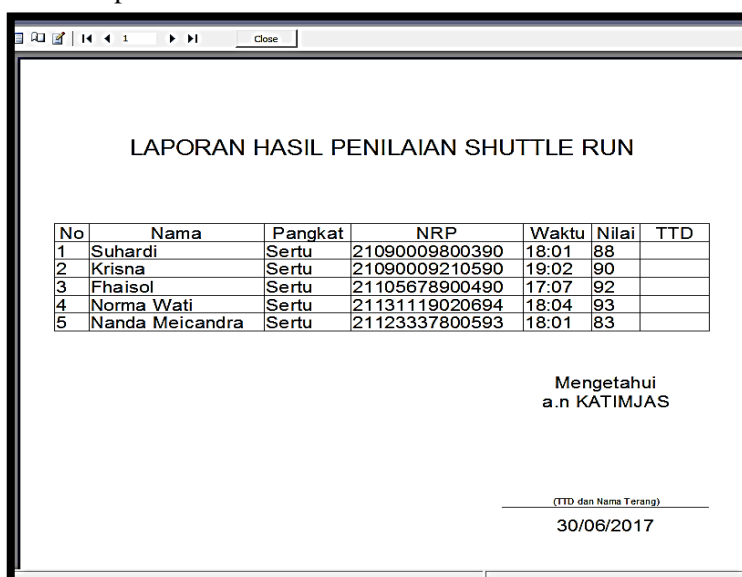 1 Close
LAPORAN HASIL PENILAIAN SHUTTLE RUN
No Nama Pangkat NRP Waktu Nilai TTD
1 Suhardi Sertu 21090009800390 18:01 88
2 Krisna Sertu 21090009210590 19:02 90
3 Fhaisol Sertu 21105678900490 17:07 92
4 Norma Wati Sertu 21131119020694 18:04 93
5 Nanda Meicandra Sertu 21123337800593 18:01 83
Mengetahui
a.n KATIMJAS
(TTD dan Nama Terang)
30/06/2017